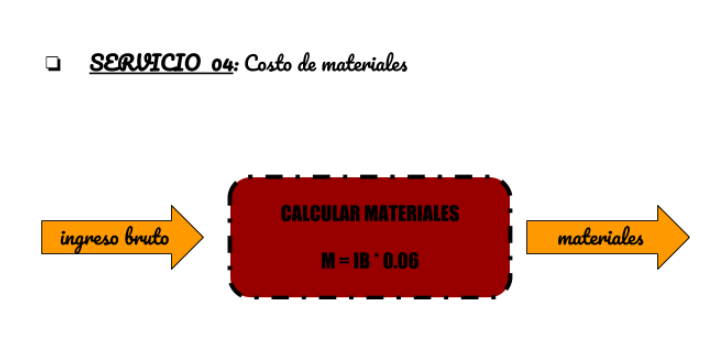 ❏ SERVICIO 04: Costo de materiales
CALCULAR MATERIALES
ingreso bruto
materiales
M = IB * 0.06